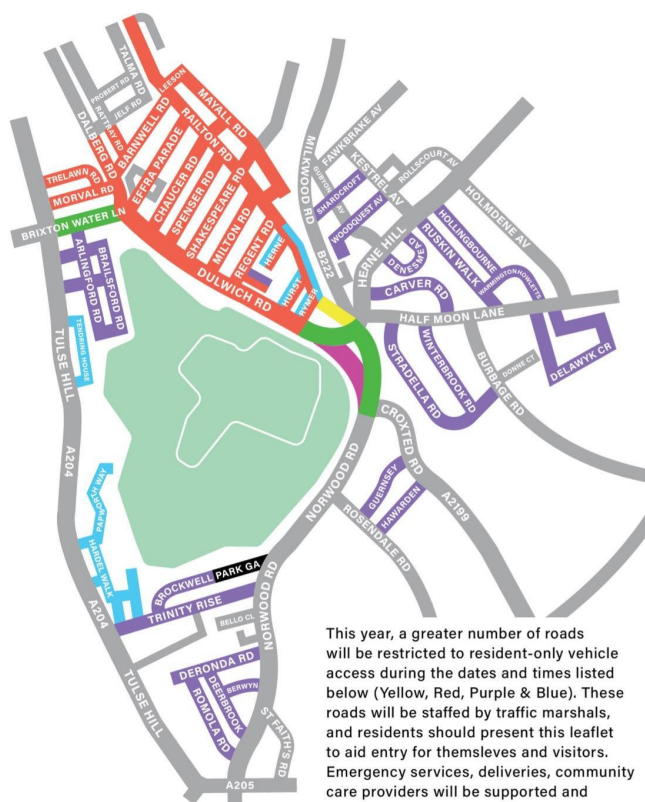 TALMA RD
PROBERT RD
JELF RD
RATTRAY RD
DALBERG RD
LEESON
MAYALL RD
BARNWELL RD
RAILTON RD
EFFRA PARADE
CHAUCER RD
SPENSER RD
SHAKESPEARE RD
MILTON RD
REGENT RD
HERNE
HURST
RYMER
TRELAWN RD
MORVAL RD
BRIXTON WATER LN
DULWICH RD
ARLINGFORD RD
BRAILSFORD RD
TENDRING HOUSE
TULSE HILL
A204
PAPWORTH WAY
HARDEL WALK
A204
TULSE HILL
MILKWOOD RD
B222
FAWKBRAKE AV
GUBYON AV
KESTREL AV
SHARDCROFT
WOODQUEST AV
ROLLSCOURT AV
HOLMDENE AV
HERNE HILL
HOLLINGBOURNE
RUSKIN WALK
DENESMEAD
WARMINGTON
HOWLETTS
CARVER RD
HALF MOON LANE
STRADELLA RD
WINTERBROOK RD
BURBAGE RD
DONNE CT
DELAWYK CR
CROXTED RD
A2199
GUERNSEY
HAWARDEN
NORWOOD RD
ROSENDALE RD
BROCKWELL PARK GA
TRINITY RISE
NORWOOD RD
BELLO CL
DERONDA RD
DEERBROOK
BERWYN
ROMOLA RD
ST FAITH'S RD
A205
This year, a greater number of roads
will be restricted to resident-only vehicle
access during the dates and times listed
below (Yellow, Red, Purple & Blue). These
roads will be staffed by traffic marshals,
and residents should present this leaflet
to aid entry for themsleves and visitors.
Emergency services, deliveries, community
care providers will be supported and